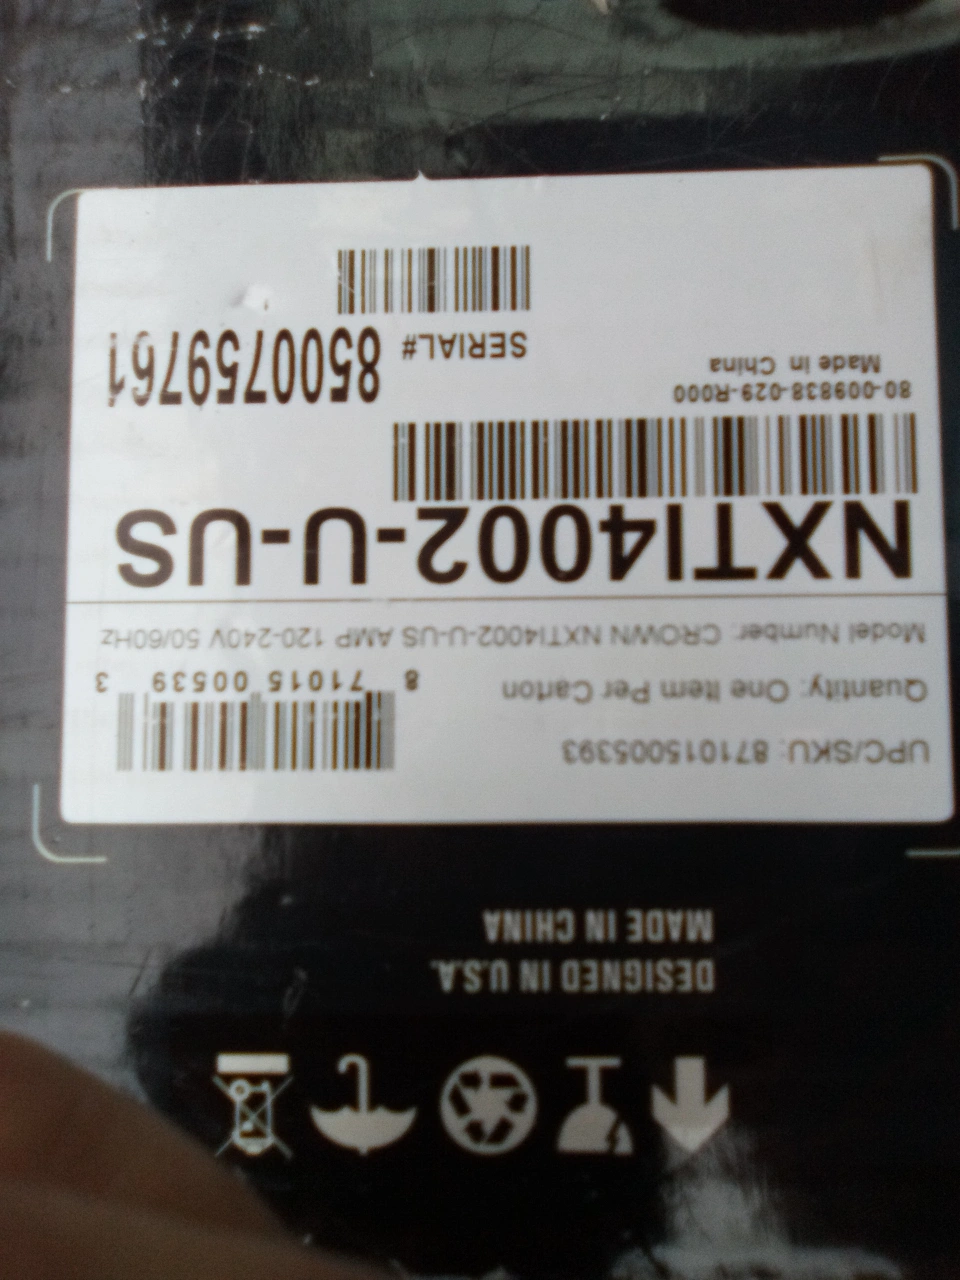 DESIGNED IN U.S.A.
MADE IN CHINA
UPC/SKU: 871015005393
Quantity: One Item Per Carton
8 71015 00539 3
Model Number: CROWN NXTI4002-U-US AMP 120-240V 50/60Hz
NXTI4002-U-US
80-009838-029-R000
Made in China
SERIAL# 8500759761